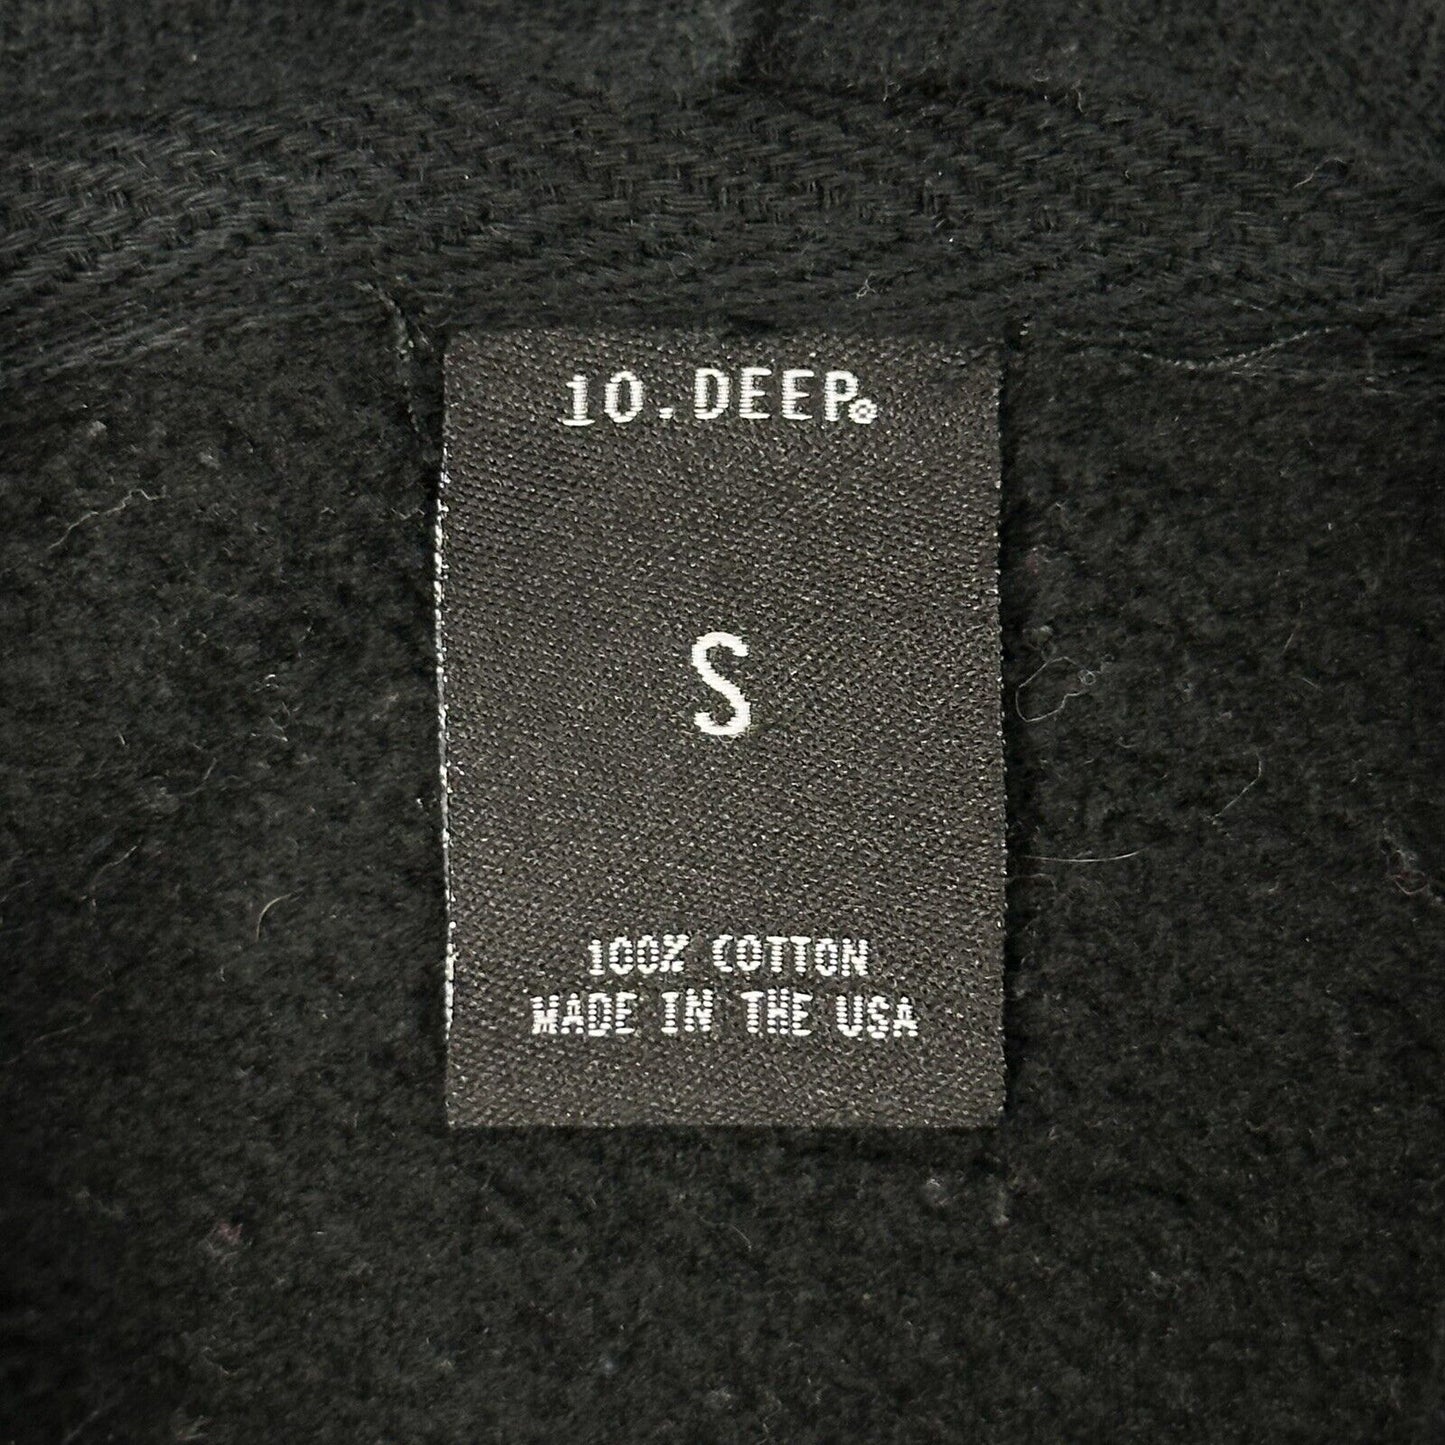 10.DEEP®
S
100% COTTON
MADE IN THE USA